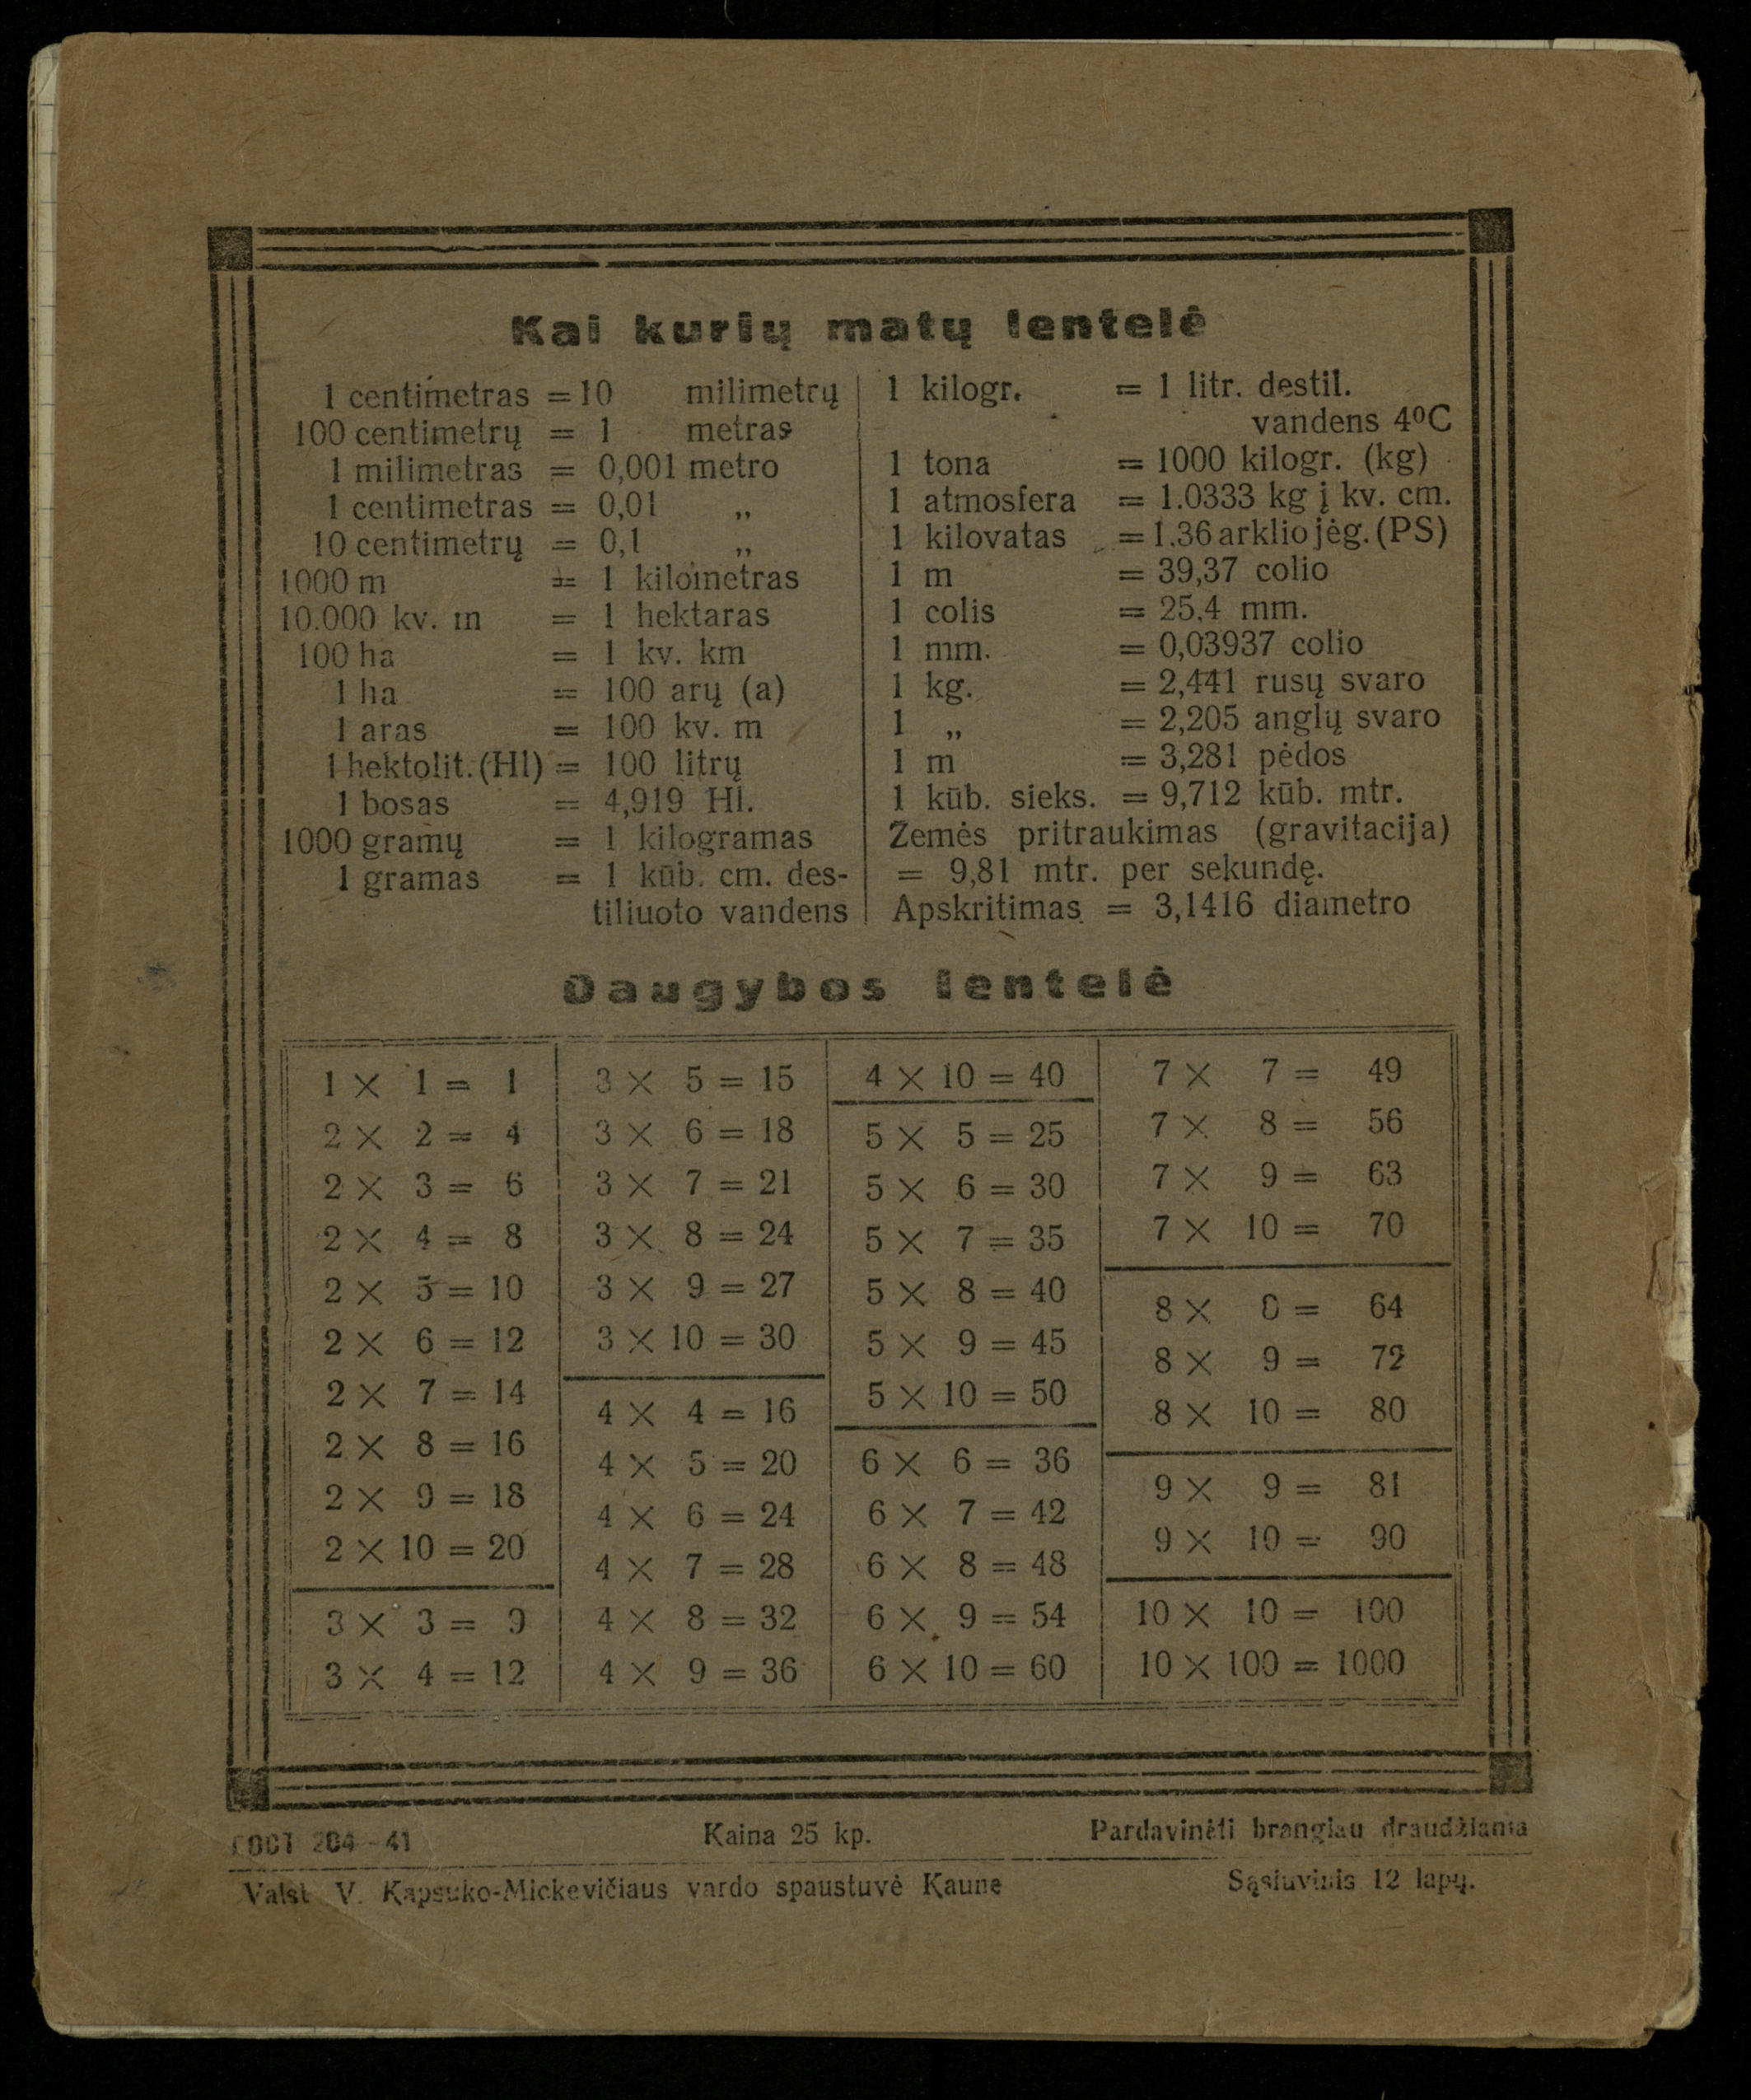 Kai kurių matų lentelė
1 centimetras = 10 milimetrų
100 centimetrų = 1 metras
1 milimetras = 0,001 metro
1 centimetras = 0,01 „
10 centimetrų = 0,1 „
1000 m = 1 kilometras
10.000 kv. m = 1 hektaras
100 ha = 1 kv. km
1 ha = 100 arų (a)
1 aras = 100 kv. m
1 hektolit. (Hl) = 100 litrų
1 bosas = 4,919 Hl.
1000 gramų = 1 kilogramas
1 gramas = 1 kūb. cm. des-
tiliuoto vandens
1 kilogr. = 1 litr. destil.
vandens 4⁰C
1 tona = 1000 kilogr. (kg)
1 atmosfera = 1.0333 kg į kv. cm.
1 kilovatas = 1.36 arklio jėg. (PS)
1 m = 39,37 colio
1 colis = 25,4 mm.
1 mm. = 0,03937 colio
1 kg. = 2,441 rusų svaro
1 „ = 2,205 anglų svaro
1 m = 3,281 pėdos
1 kūb. sieks. = 9,712 kūb. mtr.
Žemės pritraukimas (gravitacija)
= 9,81 mtr. per sekundę.
Apskritimas = 3,1416 diametro
Daugybos lentelė
1 × 1 = 1
2 × 2 = 4
2 × 3 = 6
2 × 4 = 8
2 × 5 = 10
2 × 6 = 12
2 × 7 = 14
2 × 8 = 16
2 × 9 = 18
2 × 10 = 20
3 × 3 = 9
3 × 4 = 12
3 × 5 = 15
3 × 6 = 18
3 × 7 = 21
3 × 8 = 24
3 × 9 = 27
3 × 10 = 30
4 × 4 = 16
4 × 5 = 20
4 × 6 = 24
4 × 7 = 28
4 × 8 = 32
4 × 9 = 36
4 × 10 = 40
5 × 5 = 25
5 × 6 = 30
5 × 7 = 35
5 × 8 = 40
5 × 9 = 45
5 × 10 = 50
6 × 6 = 36
6 × 7 = 42
6 × 8 = 48
6 × 9 = 54
6 × 10 = 60
7 × 7 = 49
7 × 8 = 56
7 × 9 = 63
7 × 10 = 70
8 × 8 = 64
8 × 9 = 72
8 × 10 = 80
9 × 9 = 81
9 × 10 = 90
10 × 10 = 100
10 × 100 = 1000
ГОСТ 204-41 Kaina 25 kp. Pardavinėti brangiau draudžiama
Valst. V. Kapsuko-Mickevičiaus vardo spaustuvė Kaune Sąsiuvinis 12 lapų.